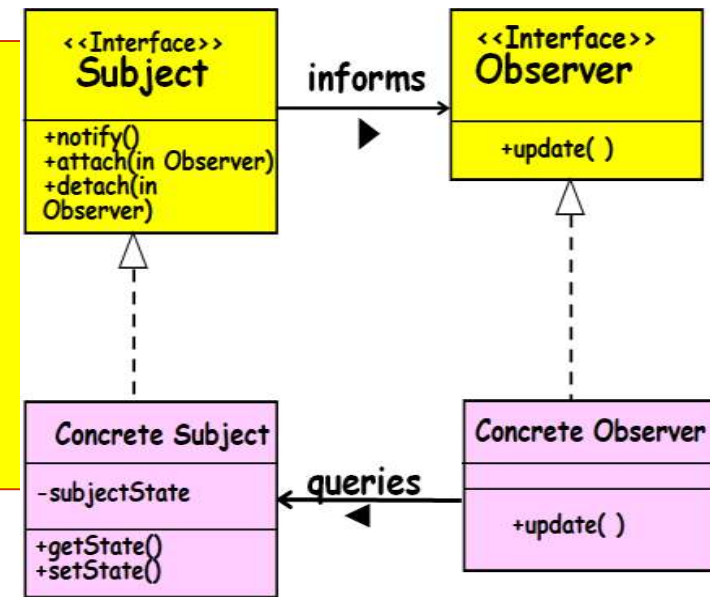 <<Interface>>
Subject
+notify()
+attach(in Observer)
+detach(in
Observer)
informs
<<Interface>>
Observer
+update( )
Concrete Subject
-subjectState
+getState()
+setState()
queries
Concrete Observer
+update( )